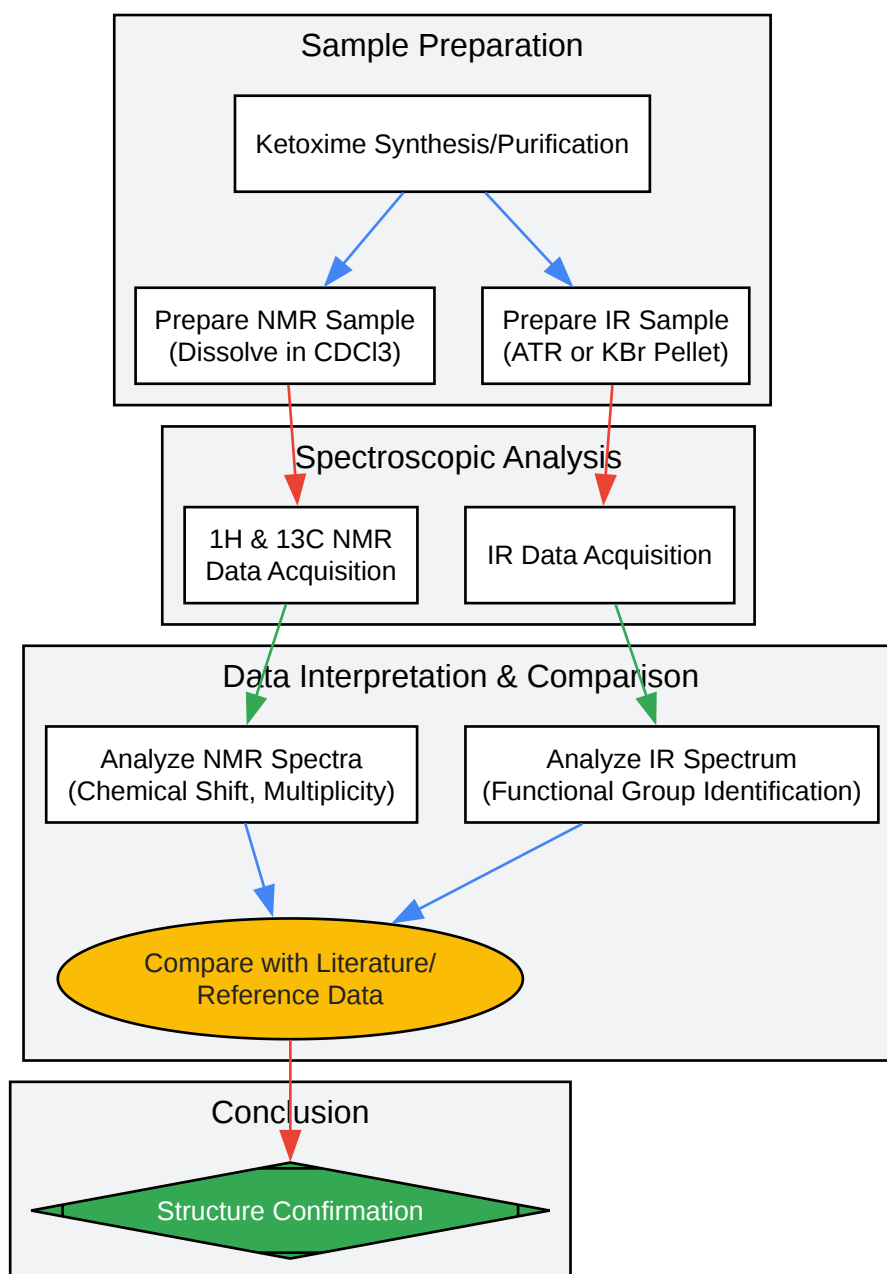 Sample Preparation
Ketoxime Synthesis/Purification
Prepare NMR Sample
(Dissolve in CDCl3)
Prepare IR Sample
(ATR or KBr Pellet)
Spectroscopic Analysis
1H & 13C NMR
Data Acquisition
IR Data Acquisition
Data Interpretation & Comparison
Analyze NMR Spectra
(Chemical Shift, Multiplicity)
Analyze IR Spectrum
(Functional Group Identification)
Compare with Literature/
Reference Data
Conclusion
Structure Confirmation